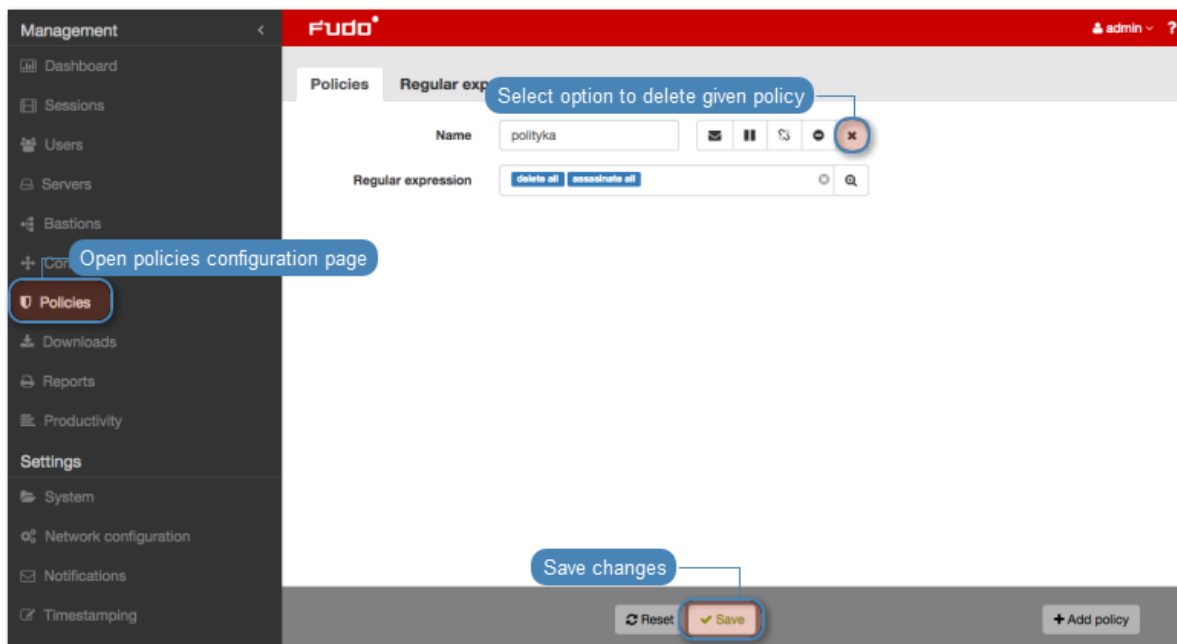 Management
Dashboard
Sessions
Users
Servers
Bastions
Con
Open policies configuration page
Policies
Downloads
Reports
Productivity
Settings
System
Network configuration
Notifications
Timestamping
FUDO
admin ?
Policies Regular exp
Select option to delete given policy
Name polityka
Regular expression delete all assasinate all
Save changes
Reset Save + Add policy